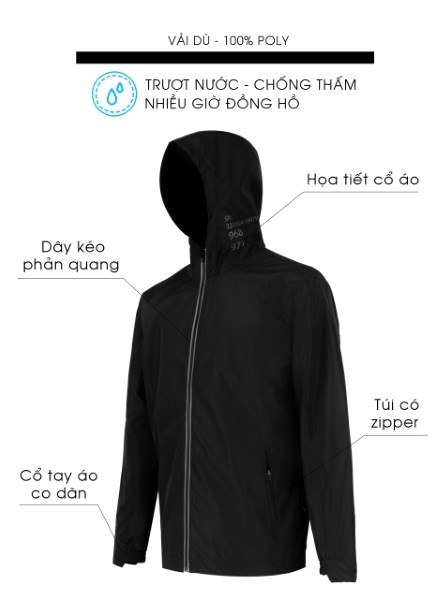 VẢI DÙ - 100% POLY
TRƯỢT NƯỚC - CHỐNG THẤM
NHIỀU GIỜ ĐỒNG HỒ
Họa tiết cổ áo
968
Dây kéo
phản quang
Túi có
zipper
Cổ tay áo
co dãn